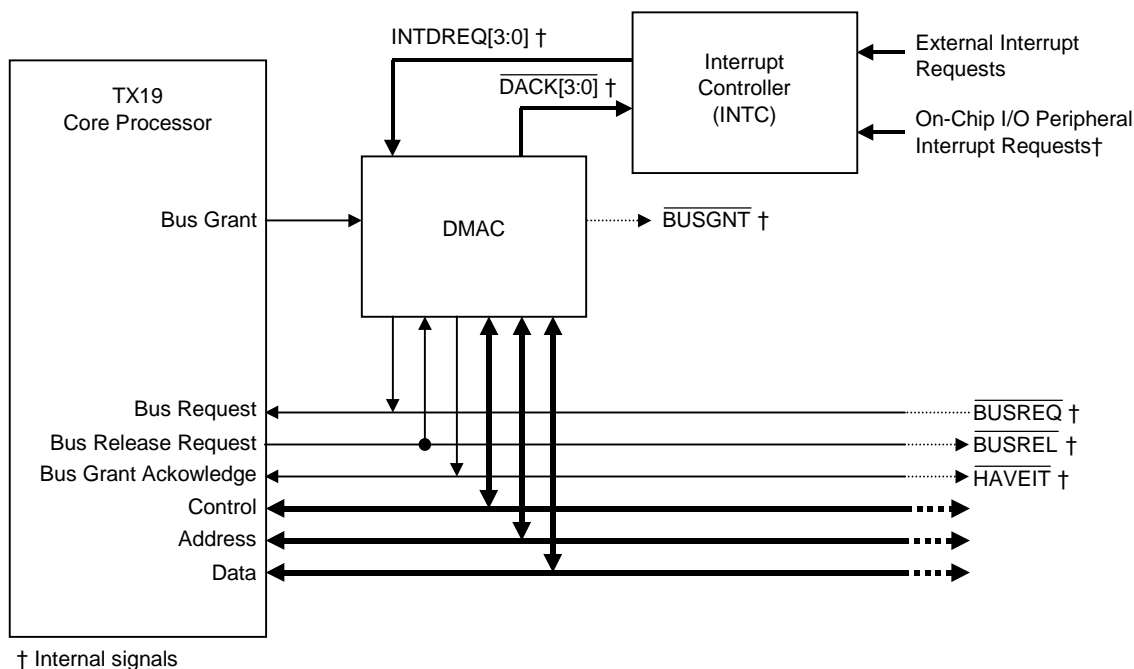 INTDREQ[3:0] †
DACK[3:0] †
Interrupt
Controller
(INTC)
External Interrupt
Requests
On-Chip I/O Peripheral
Interrupt Requests†
TX19
Core Processor
Bus Grant
DMAC
BUSGNT †
Bus Request
BUSREQ †
Bus Release Request
BUSREL †
Bus Grant Ackowledge
HAVEIT †
Control
Address
Data
† Internal signals